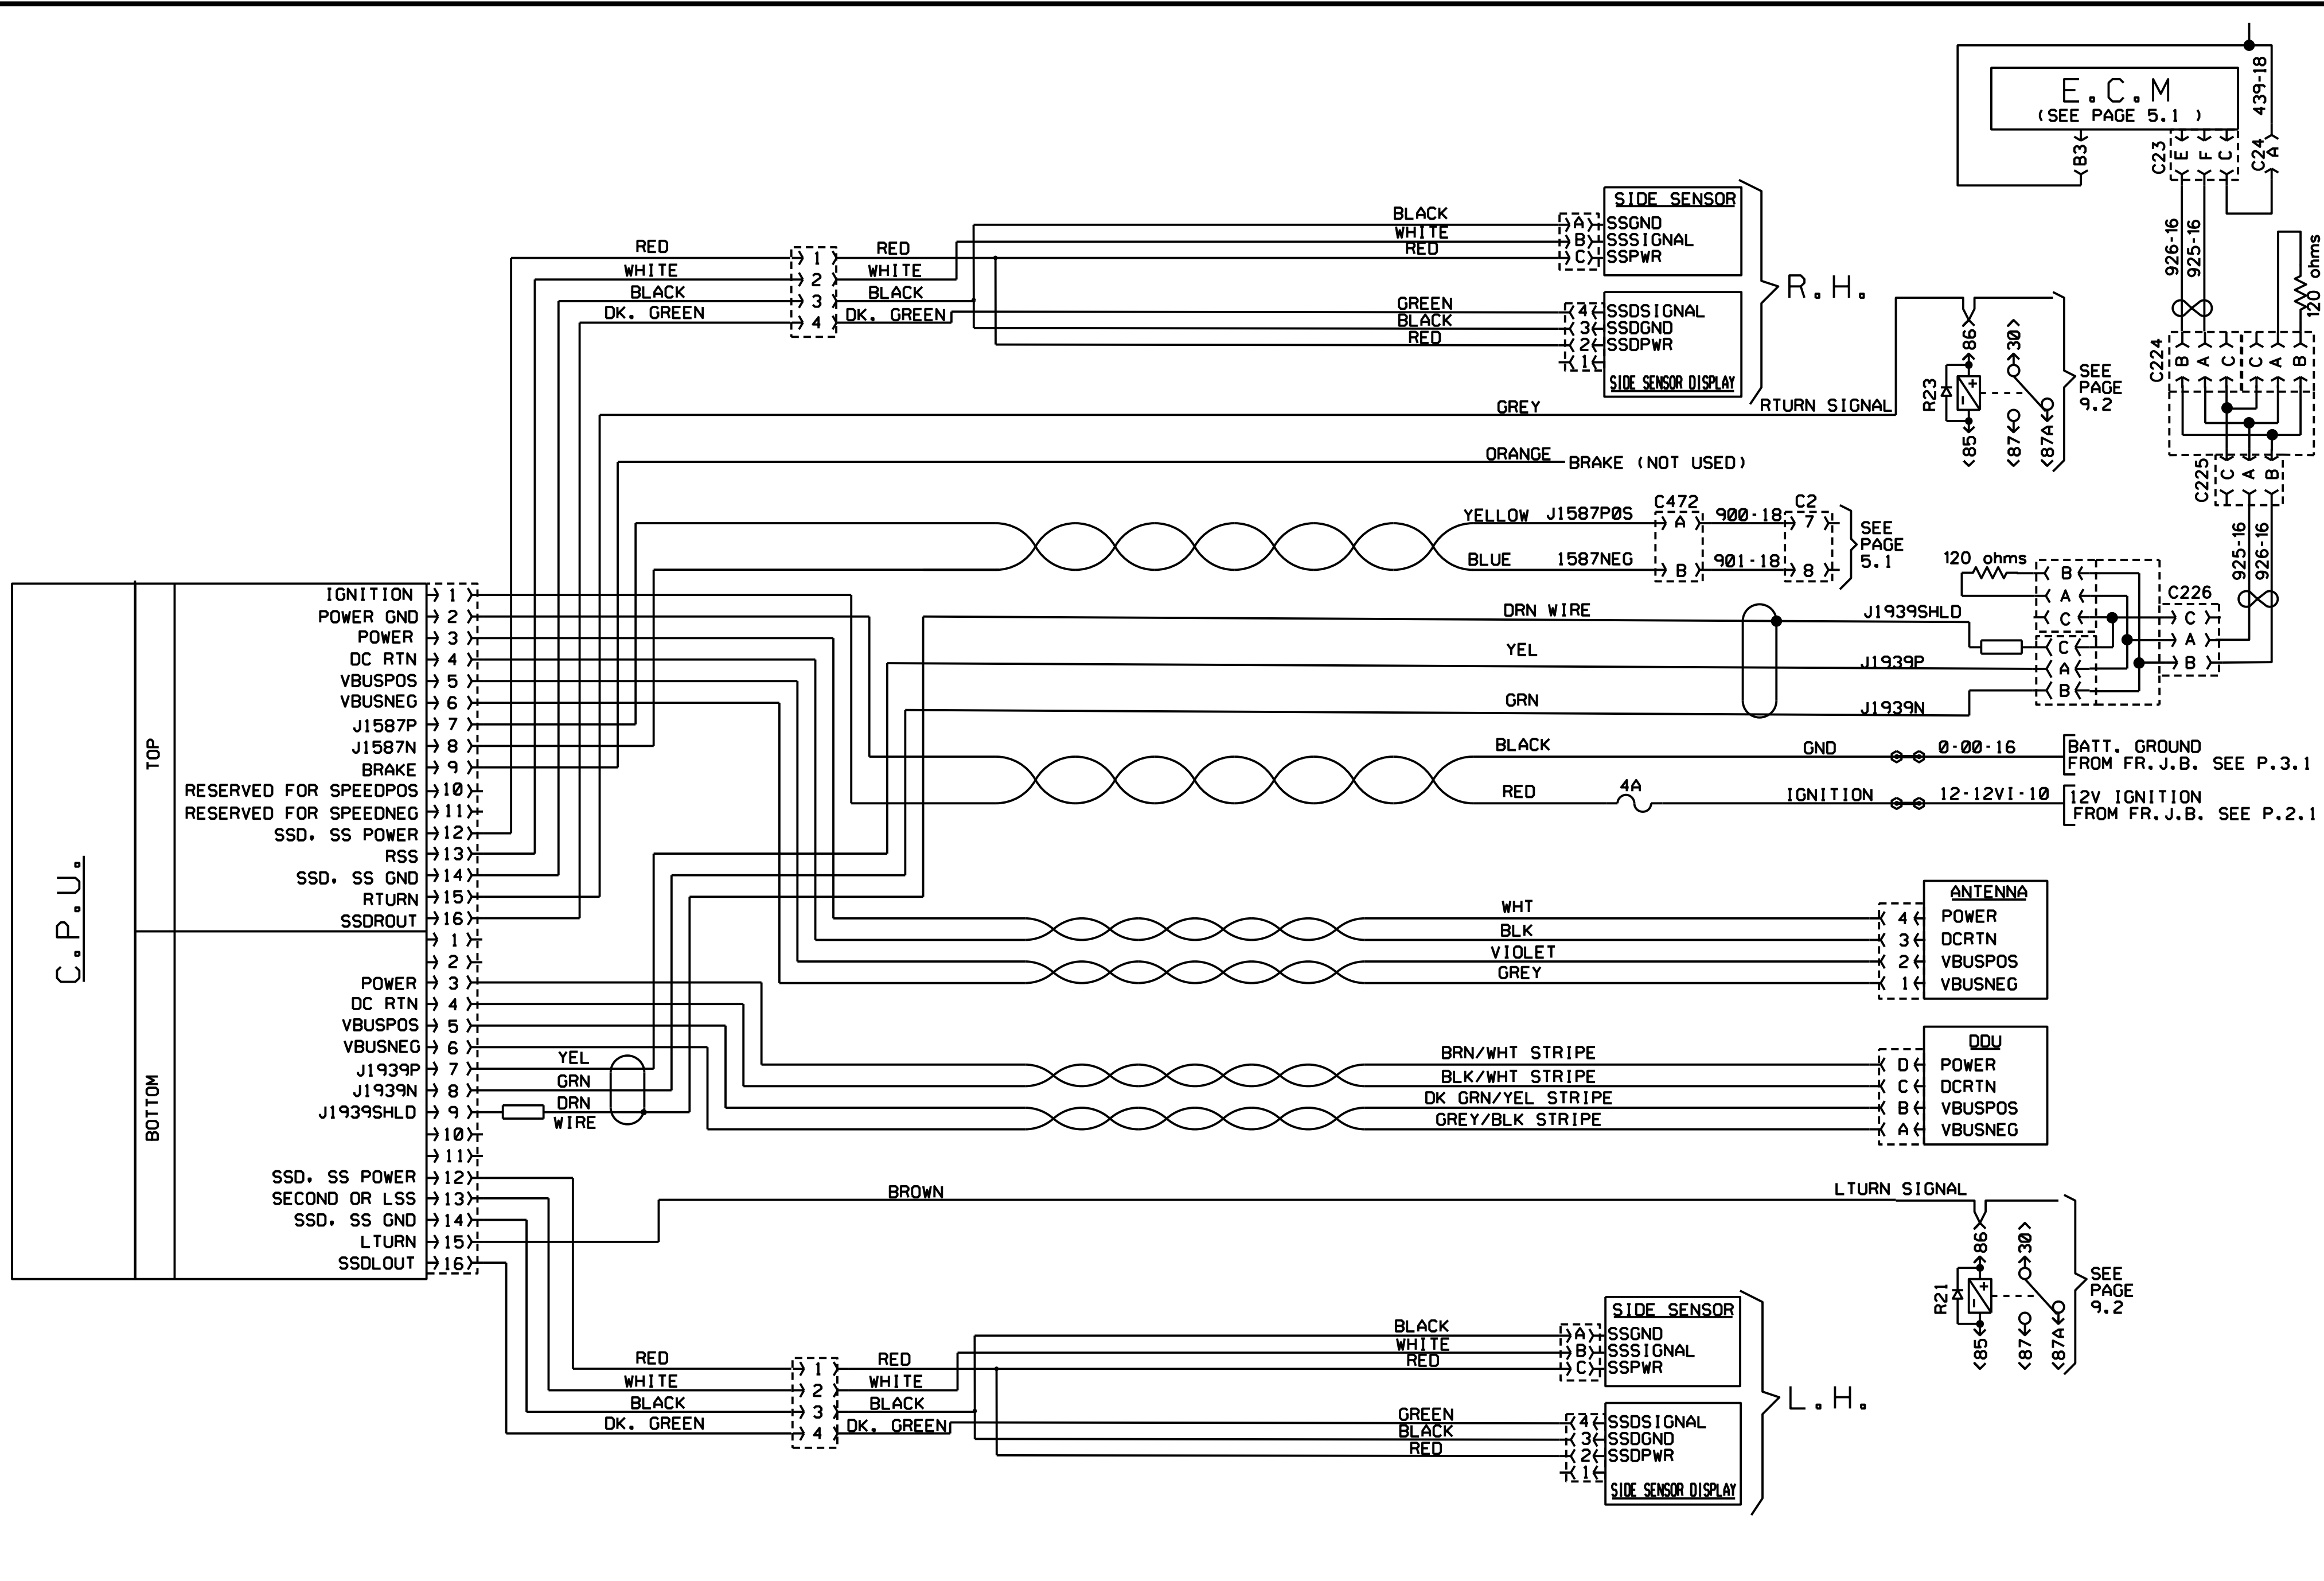 E.C.M
(SEE PAGE 5.1 )
439-18
B3
C23
E
F
C
C24
A
926-16
925-16
120 ohms
C224
B
A
C
C
A
B
C225
C
A
B
925-16
926-16
RED
WHITE
BLACK
DK. GREEN
1
2
3
4
RED
WHITE
BLACK
DK. GREEN
BLACK
WHITE
RED
GREEN
BLACK
RED
A
B
C
SIDE SENSOR
SSGND
SSSIGNAL
SSPWR
4
3
2
1
SSDSIGNAL
SSDGND
SSDPWR
SIDE SENSOR DISPLAY
R.H.
GREY
RTURN SIGNAL
R23
86
30
85
87
87A
SEE
PAGE
9.2
ORANGE
BRAKE (NOT USED)
YELLOW
J1587POS
C472
A
900-18
C2
7
BLUE
1587NEG
B
901-18
8
SEE
PAGE
5.1
120 ohms
B
A
C
C
A
B
C226
C
A
B
DRN WIRE
J1939SHLD
YEL
J1939P
GRN
J1939N
BLACK
GND
0-00-16
BATT. GROUND
FROM FR.J.B. SEE P.3.1
RED
4A
IGNITION
12-12VI-10
12V IGNITION
FROM FR.J.B. SEE P.2.1
C.P.U.
TOP
IGNITION 1
POWER GND 2
POWER 3
DC RTN 4
VBUSPOS 5
VBUSNEG 6
J1587P 7
J1587N 8
BRAKE 9
RESERVED FOR SPEEDPOS 10
RESERVED FOR SPEEDNEG 11
SSD, SS POWER 12
RSS 13
SSD, SS GND 14
RTURN 15
SSDROUT 16
BOTTOM
1
2
POWER 3
DC RTN 4
VBUSPOS 5
VBUSNEG 6
J1939P 7
J1939N 8
J1939SHLD 9
10
11
SSD, SS POWER 12
SECOND OR LSS 13
SSD, SS GND 14
LTURN 15
SSDLOUT 16
YEL
GRN
DRN
WIRE
WHT
BLK
VIOLET
GREY
ANTENNA
4 POWER
3 DCRTN
2 VBUSPOS
1 VBUSNEG
BRN/WHT STRIPE
BLK/WHT STRIPE
DK GRN/YEL STRIPE
GREY/BLK STRIPE
DDU
D POWER
C DCRTN
B VBUSPOS
A VBUSNEG
BROWN
LTURN SIGNAL
R21
86
30
85
87
87A
SEE
PAGE
9.2
RED
WHITE
BLACK
DK. GREEN
1
2
3
4
RED
WHITE
BLACK
DK. GREEN
BLACK
WHITE
RED
GREEN
BLACK
RED
A
B
C
SIDE SENSOR
SSGND
SSSIGNAL
SSPWR
4
3
2
1
SSDSIGNAL
SSDGND
SSDPWR
SIDE SENSOR DISPLAY
L.H.